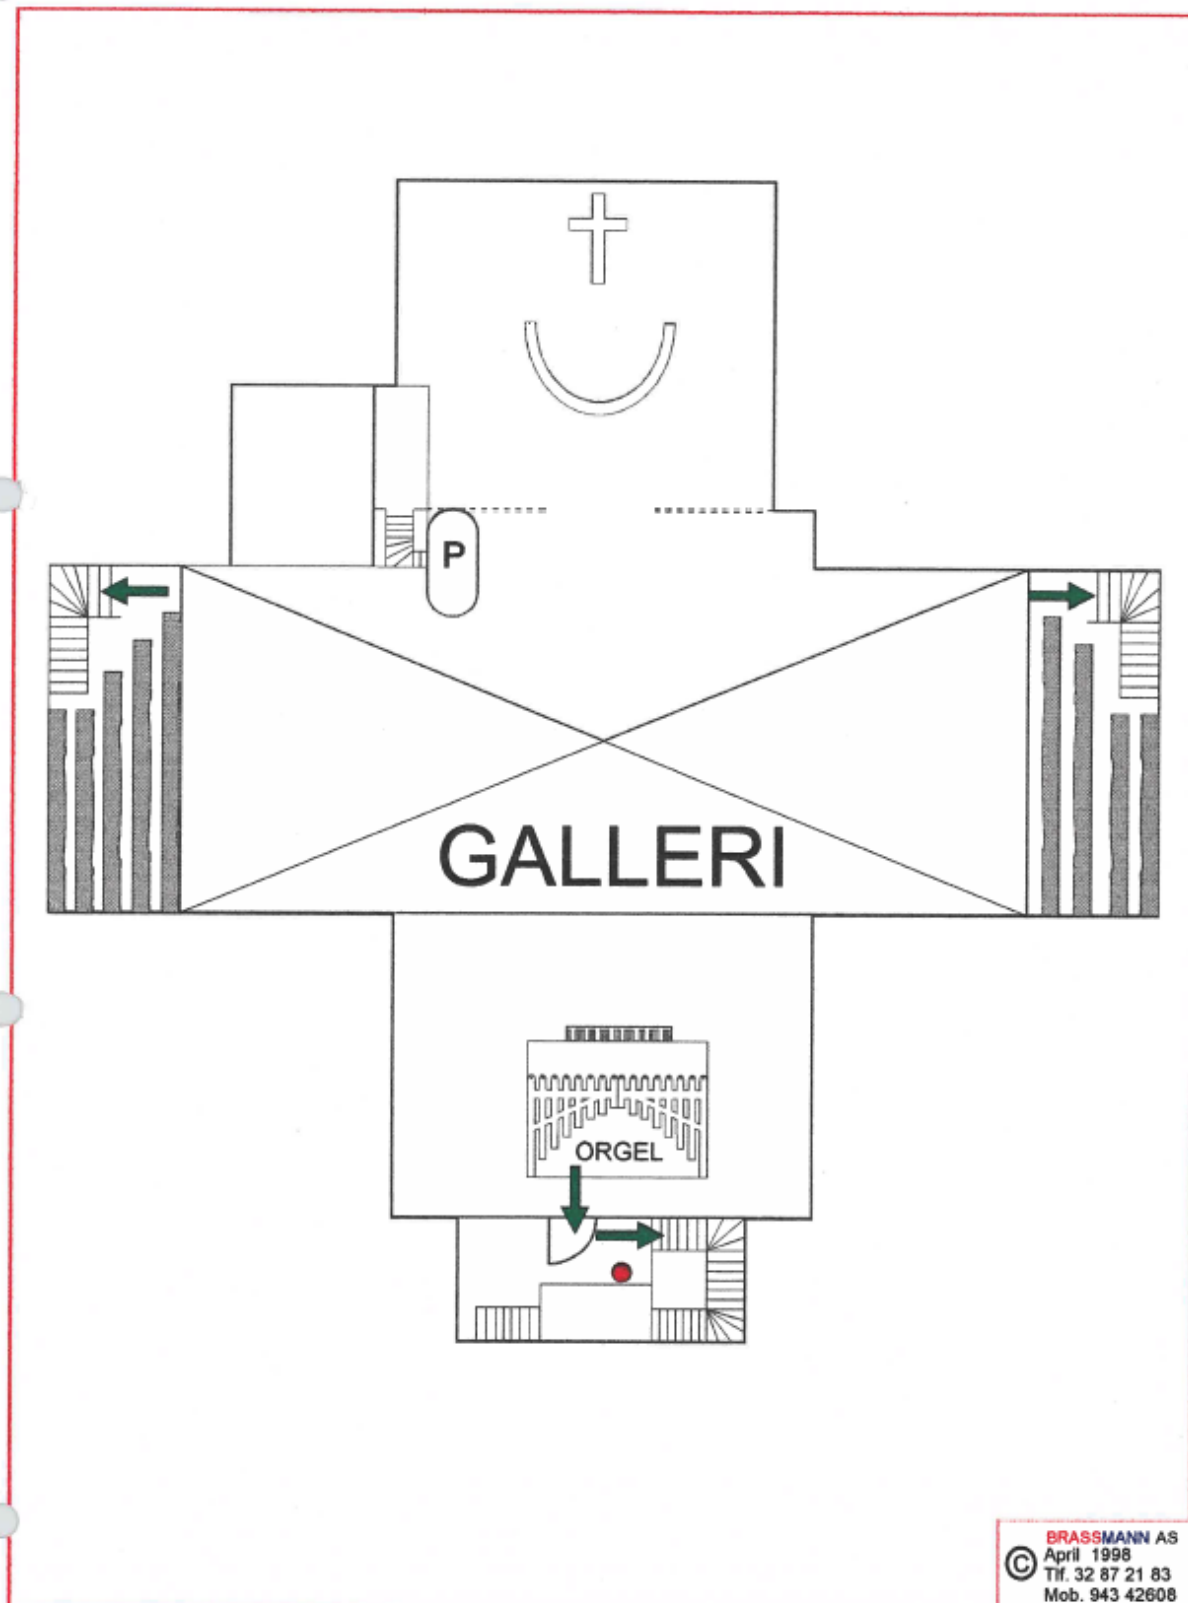 P
GALLERI
ORGEL
© BRASSMANN AS
April 1998
Tlf. 32 87 21 83
Mob. 943 42608